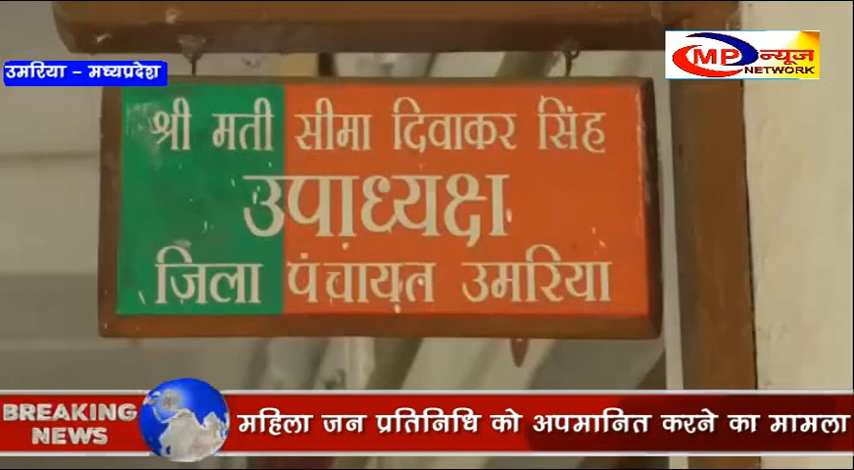 MP न्यूज
NETWORK
उमरिया - मध्यप्रदेश
श्री मती सीमा दिवाकर सिंह
उपाध्यक्ष
ज़िला पंचायत उमरिया
BREAKING
NEWS
महिला जन प्रतिनिधि को अपमानित करने का मामला